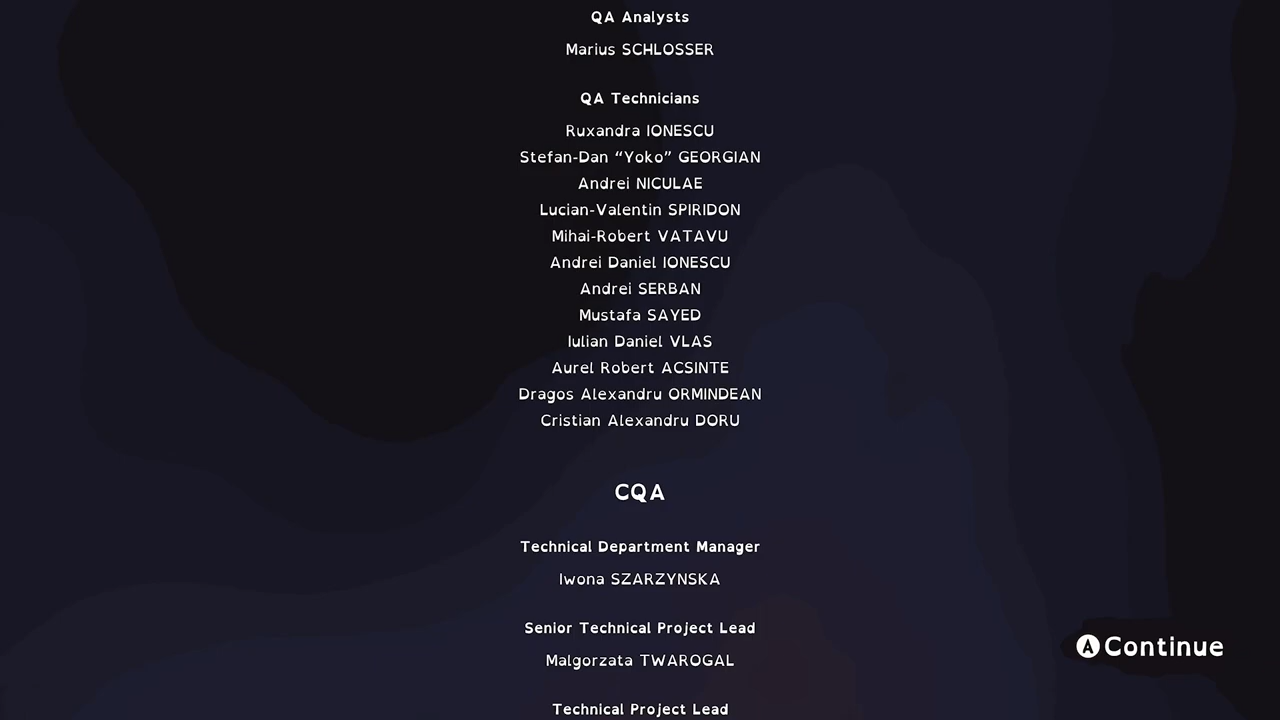 QA Analysts
Marius SCHLOSSER
QA Technicians
Ruxandra IONESCU
Stefan-Dan “Yoko” GEORGIAN
Andrei NICULAE
Lucian-Valentin SPIRIDON
Mihai-Robert VATAVU
Andrei Daniel IONESCU
Andrei SERBAN
Mustafa SAYED
Iulian Daniel VLAS
Aurel Robert ACSINTE
Dragos Alexandru ORMINDEAN
Cristian Alexandru DORU
CQA
Technical Department Manager
Iwona SZARZYNSKA
Senior Technical Project Lead
Malgorzata TWAROGAL
A Continue
Technical Project Lead